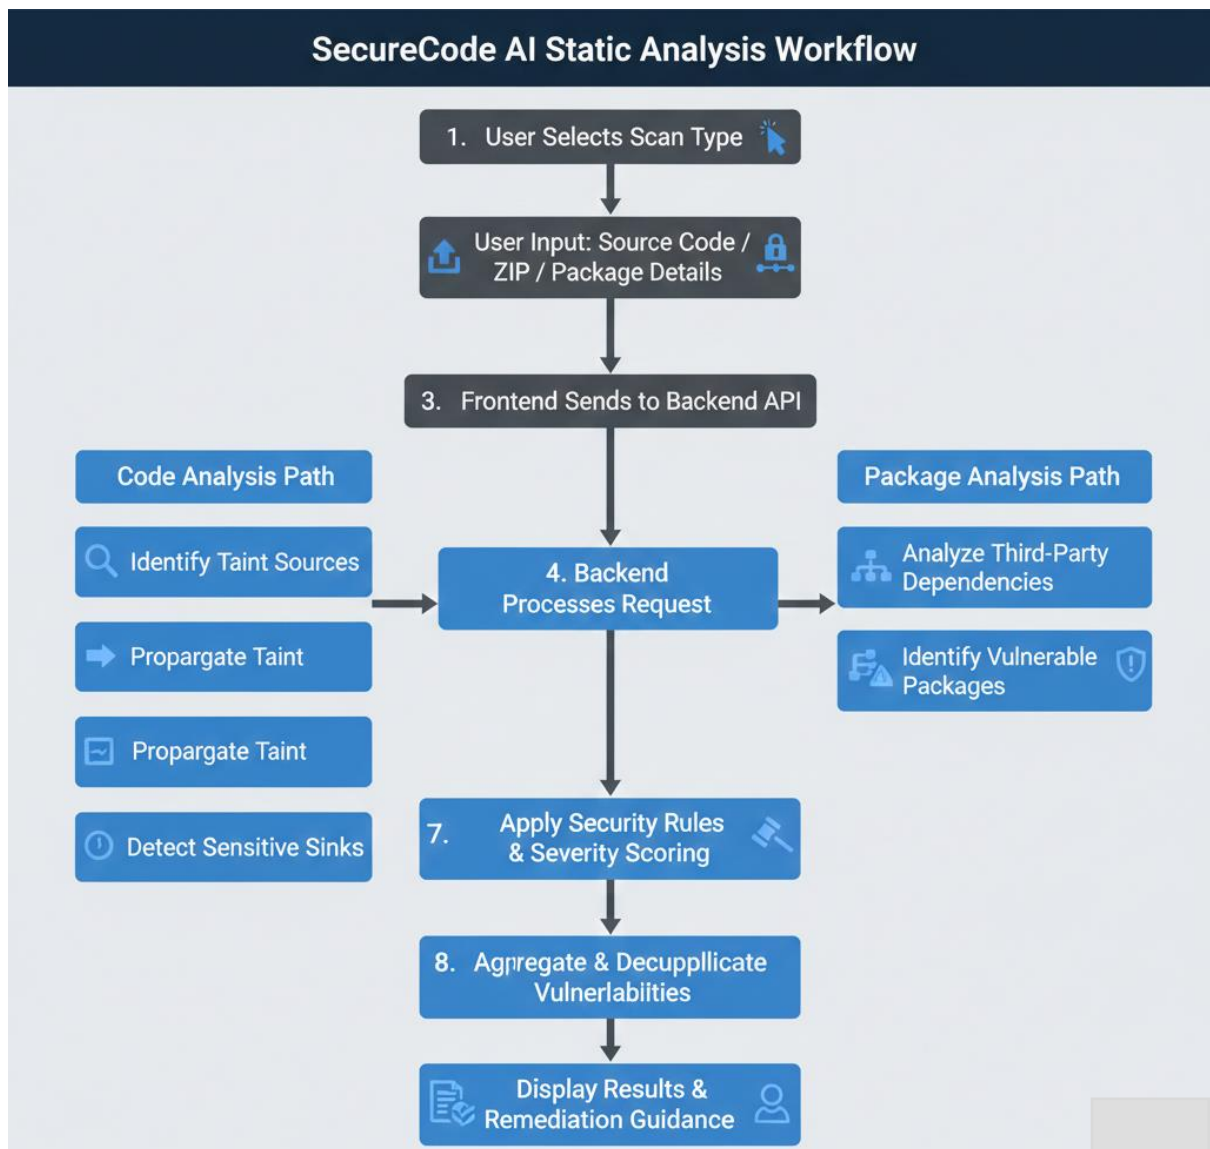 SecureCode AI Static Analysis Workflow
1. User Selects Scan Type
User Input: Source Code /
ZIP / Package Details
3. Frontend Sends to Backend API
Code Analysis Path
Identify Taint Sources
Propargate Taint
Propargate Taint
Detect Sensitive Sinks
4. Backend
Processes Request
Package Analysis Path
Analyze Third-Party
Dependencies
Identify Vulnerable
Packages
7. Apply Security Rules
& Severity Scoring
8. Agpregate & Decuppllicate
Vulnerlabiities
Display Results &
Remediation Guidance